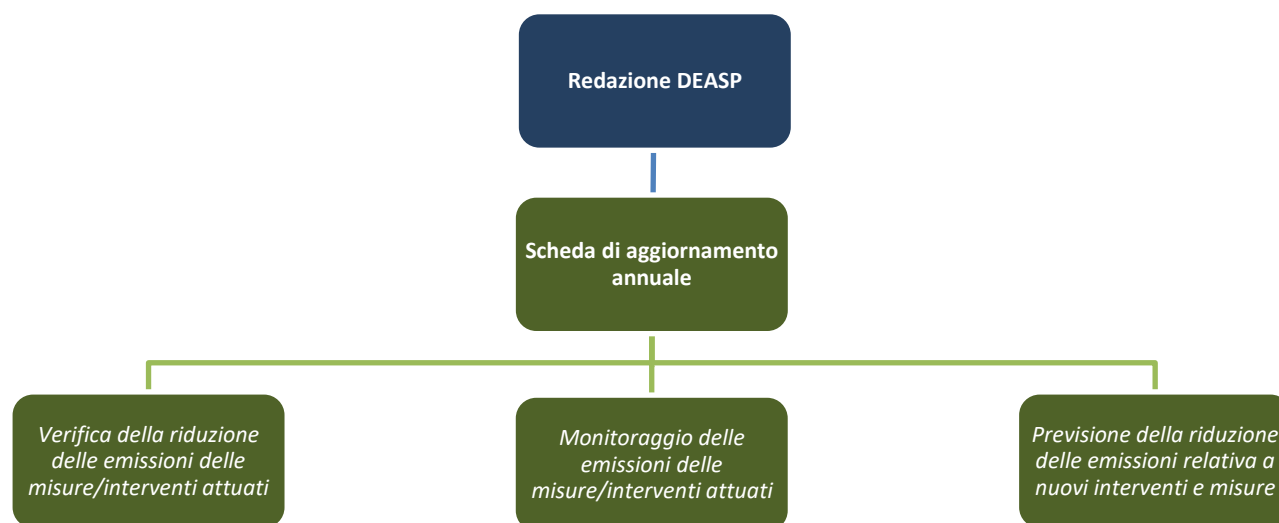 Redazione DEASP
Scheda di aggiornamento
annuale
Verifica della riduzione
delle emissioni delle
misure/interventi attuati
Monitoraggio delle
emissioni delle
misure/interventi attuati
Previsione della riduzione
delle emissioni relativa a
nuovi interventi e misure